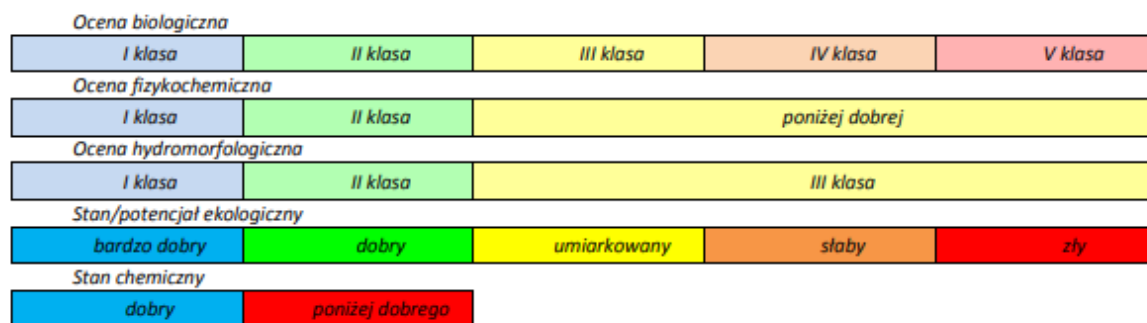 Ocena biologiczna
I klasa II klasa III klasa IV klasa V klasa
Ocena fizykochemiczna
I klasa II klasa poniżej dobrej
Ocena hydromorfologiczna
I klasa II klasa III klasa
Stan/potencjał ekologiczny
bardzo dobry dobry umiarkowany słaby zły
Stan chemiczny
dobry poniżej dobrego